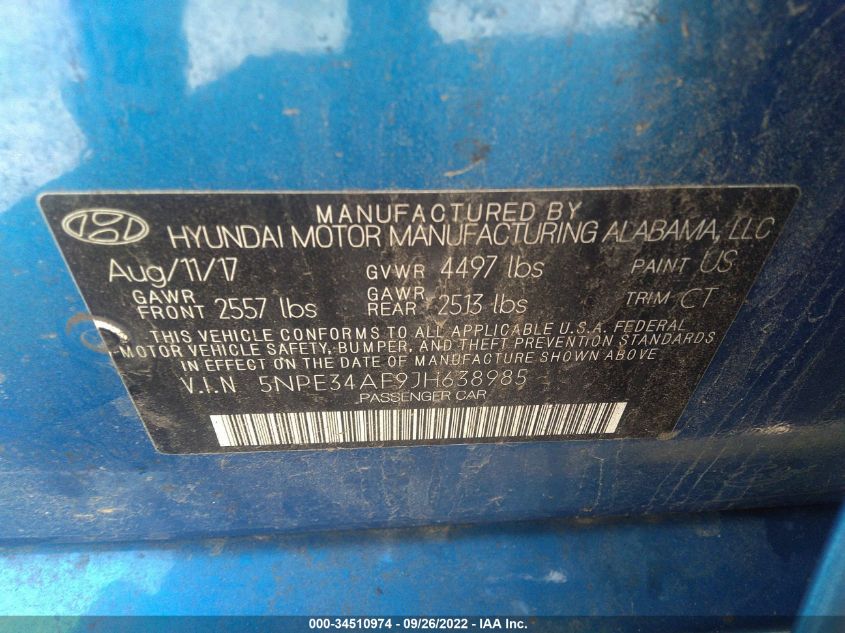 MANUFACTURED BY
HYUNDAI MOTOR MANUFACTURING ALABAMA, LLC
Aug/11/17 GVWR 4497 lbs PAINT US
GAWR FRONT 2557 lbs GAWR REAR 2513 lbs TRIM CT
THIS VEHICLE CONFORMS TO ALL APPLICABLE U.S.A. FEDERAL
MOTOR VEHICLE SAFETY, BUMPER, AND THEFT PREVENTION STANDARDS
IN EFFECT ON THE DATE OF MANUFACTURE SHOWN ABOVE
V.I.N 5NPE34AF9JH638985
PASSENGER CAR
000-34510974 - 09/26/2022 - IAA Inc.